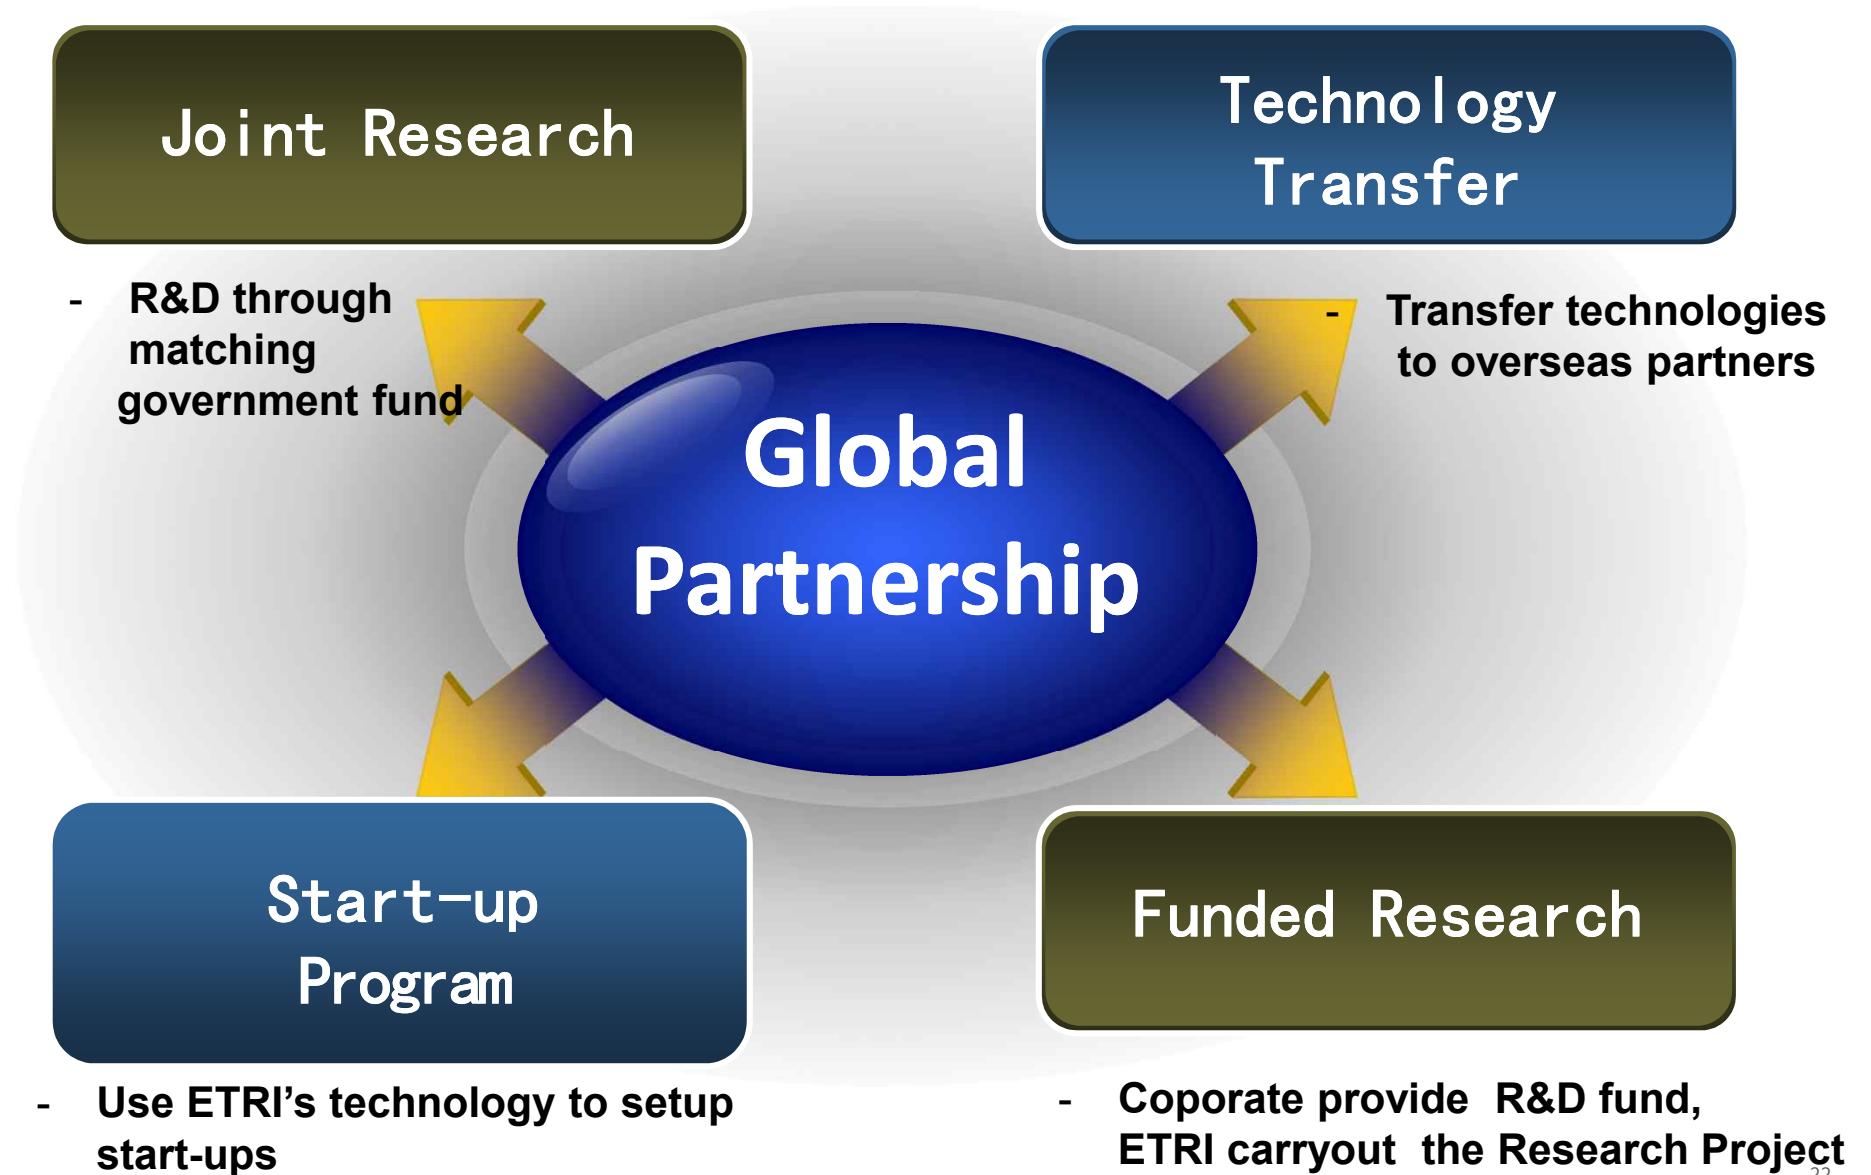 Joint Research
- R&D through
matching
government fund
Technology
Transfer
- Transfer technologies
to overseas partners
Global
Partnership
Start-up
Program
- Use ETRI’s technology to setup
start-ups
Funded Research
- Coporate provide R&D fund,
ETRI carryout the Research Project